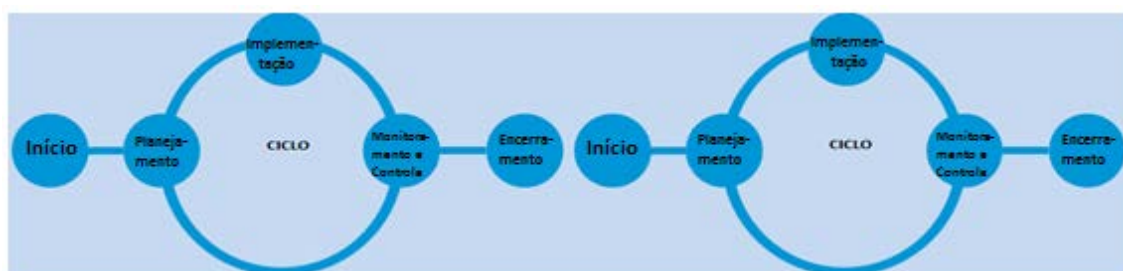 Implemen-
tação
Início
Planeja-
mento
CICLO
Monitora-
mento e
Controle
Encerra-
mento
Implemen-
tação
Início
Planeja-
mento
CICLO
Monitora-
mento e
Controle
Encerra-
mento